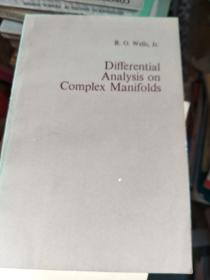 R. O. Wells, Jr.
Differential
Analysis on
Complex Manifolds